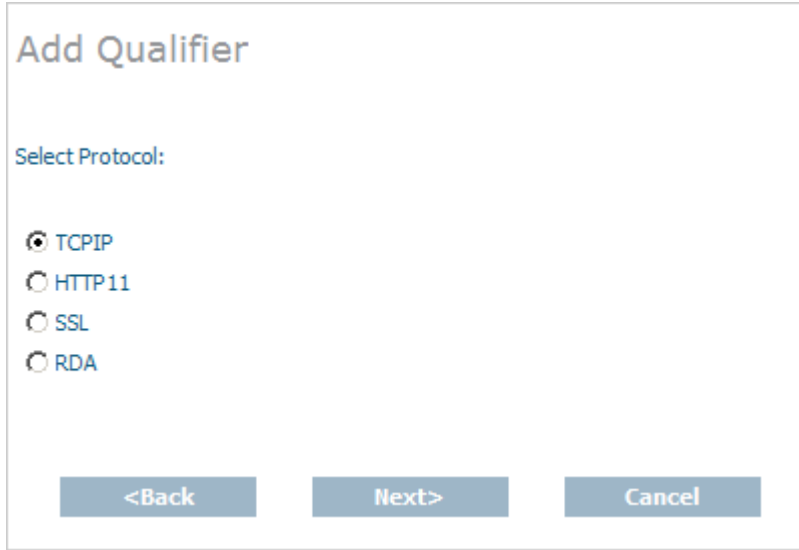 Add Qualifier
Select Protocol:
TCPIP
HTTP11
SSL
RDA
<Back Next> Cancel